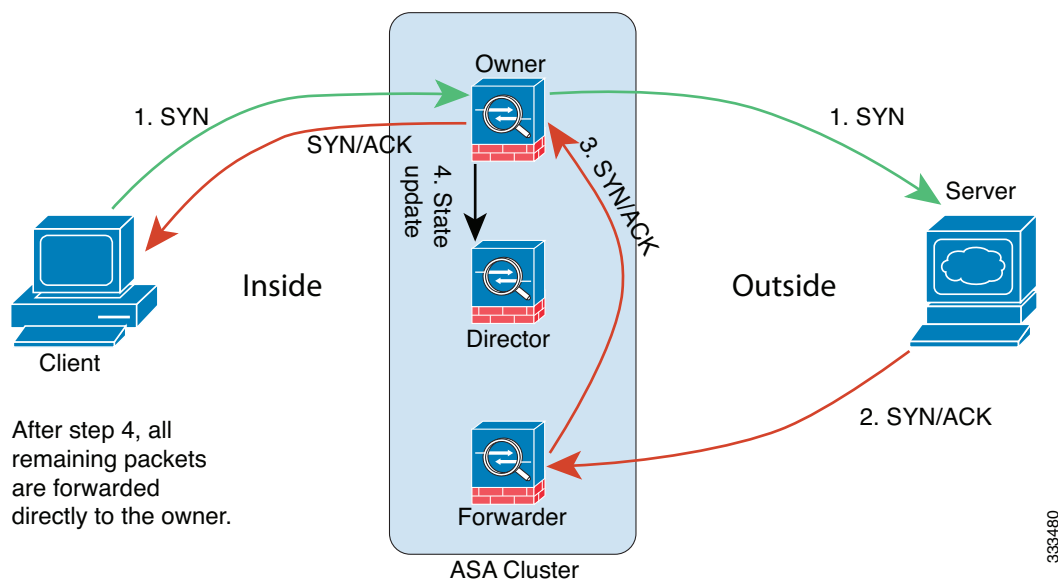 Owner
1. SYN
1. SYN
SYN/ACK
3. SYN/ACK
4. State
update
Server
Inside
Outside
Director
Client
2. SYN/ACK
After step 4, all
remaining packets
are forwarded
directly to the owner.
Forwarder
ASA Cluster
333480